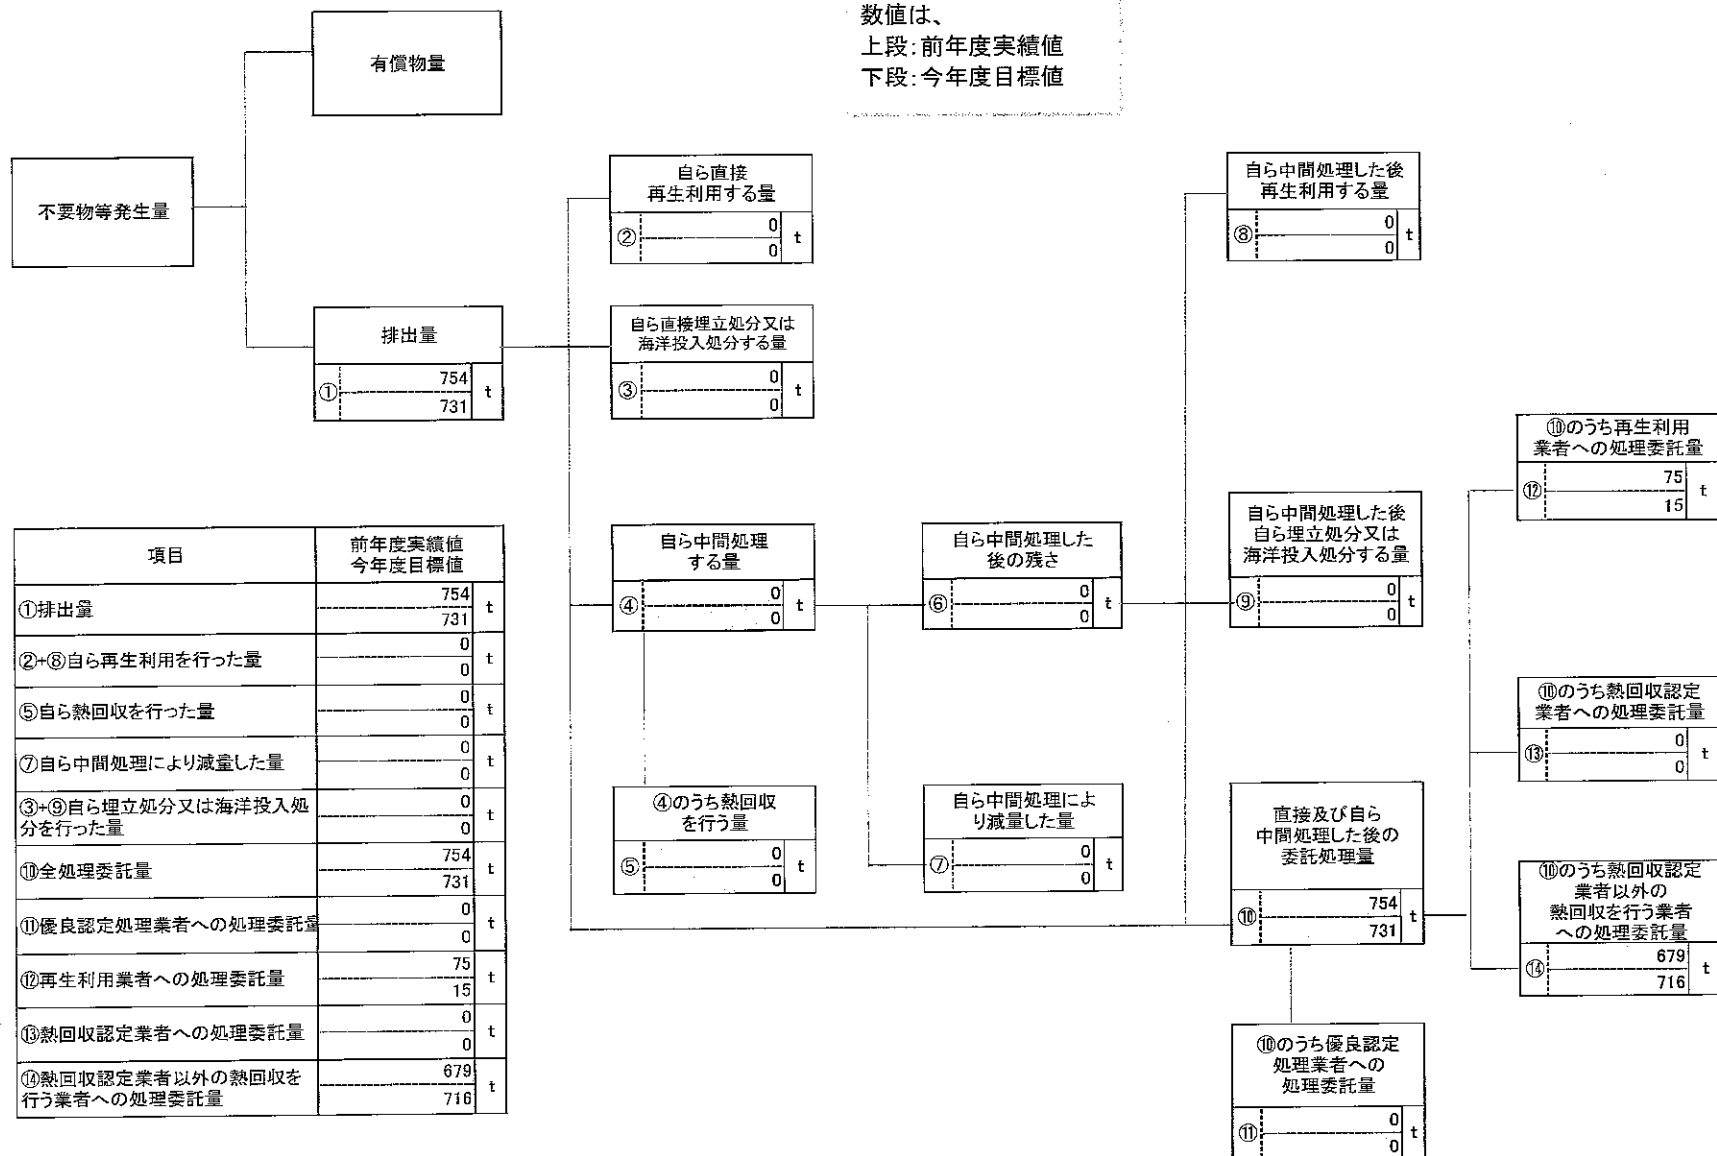 数値は、
上段:前年度実績値
下段:今年度目標値
有償物量
不要物等発生量
排出量
①
754
731
t
自ら直接
再生利用する量
②
0
0
t
自ら直接埋立処分又は
海洋投入処分する量
③
0
0
t
自ら中間処理
する量
④
0
0
t
④のうち熱回収
を行う量
⑤
0
0
t
自ら中間処理した
後の残さ
⑥
0
0
t
自ら中間処理によ
り減量した量
⑦
0
0
t
自ら中間処理した後
再生利用する量
⑧
0
0
t
自ら中間処理した後
自ら埋立処分又は
海洋投入処分する量
⑨
0
0
t
直接及び自ら
中間処理した後の
委託処理量
⑩
754
731
t
⑩のうち優良認定
処理業者への
処理委託量
⑪
0
0
t
⑩のうち再生利用
業者への処理委託量
⑫
75
15
t
⑩のうち熱回収認定
業者への処理委託量
⑬
0
0
t
⑩のうち熱回収認定
業者以外の
熱回収を行う業者
への処理委託量
⑭
679
716
t
項目
前年度実績値
今年度目標値
①排出量
754
731
t
②+⑧自ら再生利用を行った量
0
0
t
⑤自ら熱回収を行った量
0
0
t
⑦自ら中間処理により減量した量
0
0
t
③+⑨自ら埋立処分又は海洋投入処
分を行った量
0
0
t
⑩全処理委託量
754
731
t
⑪優良認定処理業者への処理委託量
0
0
t
⑫再生利用業者への処理委託量
75
15
t
⑬熱回収認定業者への処理委託量
0
0
t
⑭熱回収認定業者以外の熱回収を
行う業者への処理委託量
679
716
t